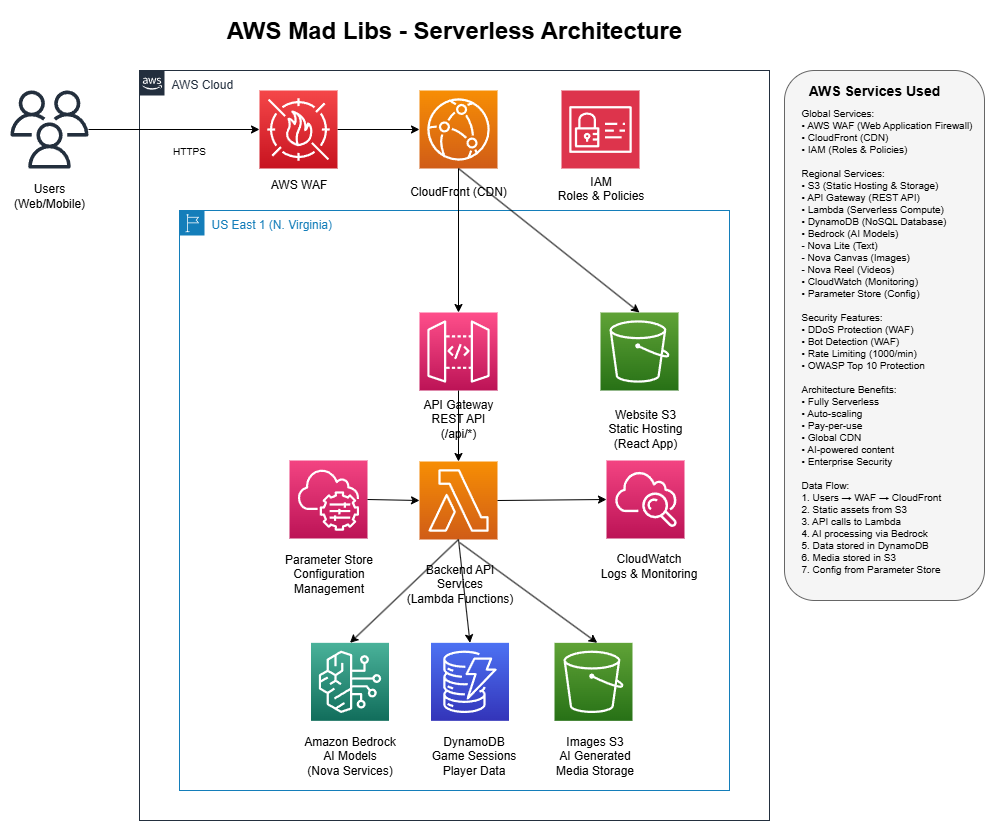 AWS Mad Libs - Serverless Architecture
aws
AWS Cloud
HTTPS
Users
(Web/Mobile)
AWS WAF
CloudFront (CDN)
IAM
Roles & Policies
US East 1 (N. Virginia)
API Gateway
REST API
(/api/*)
Website S3
Static Hosting
(React App)
Parameter Store
Configuration
Management
Backend API
Services
(Lambda Functions)
CloudWatch
Logs & Monitoring
Amazon Bedrock
AI Models
(Nova Services)
DynamoDB
Game Sessions
Player Data
Images S3
AI Generated
Media Storage
AWS Services Used
Global Services:
• AWS WAF (Web Application Firewall)
• CloudFront (CDN)
• IAM (Roles & Policies)
Regional Services:
• S3 (Static Hosting & Storage)
• API Gateway (REST API)
• Lambda (Serverless Compute)
• DynamoDB (NoSQL Database)
• Bedrock (AI Models)
- Nova Lite (Text)
- Nova Canvas (Images)
- Nova Reel (Videos)
• CloudWatch (Monitoring)
• Parameter Store (Config)
Security Features:
• DDoS Protection (WAF)
• Bot Detection (WAF)
• Rate Limiting (1000/min)
• OWASP Top 10 Protection
Architecture Benefits:
• Fully Serverless
• Auto-scaling
• Pay-per-use
• Global CDN
• AI-powered content
• Enterprise Security
Data Flow:
1. Users → WAF → CloudFront
2. Static assets from S3
3. API calls to Lambda
4. AI processing via Bedrock
5. Data stored in DynamoDB
6. Media stored in S3
7. Config from Parameter Store